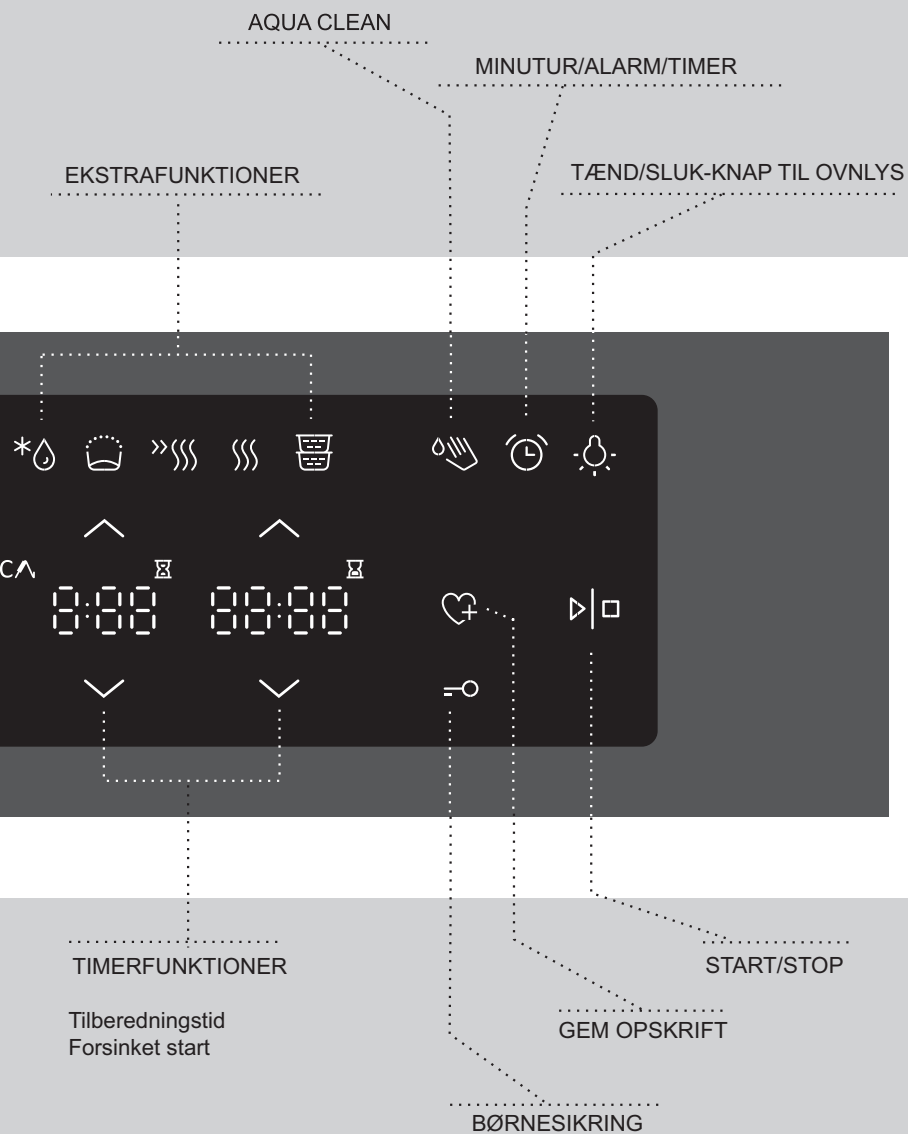 AQUA CLEAN
MINUTUR/ALARM/TIMER
EKSTRAFUNKTIONER
TÆND/SLUK-KNAP TIL OVNLYS
C
8:88
88:88
TIMERFUNKTIONER
Tilberedningstid
Forsinket start
START/STOP
GEM OPSKRIFT
BØRNESIKRING